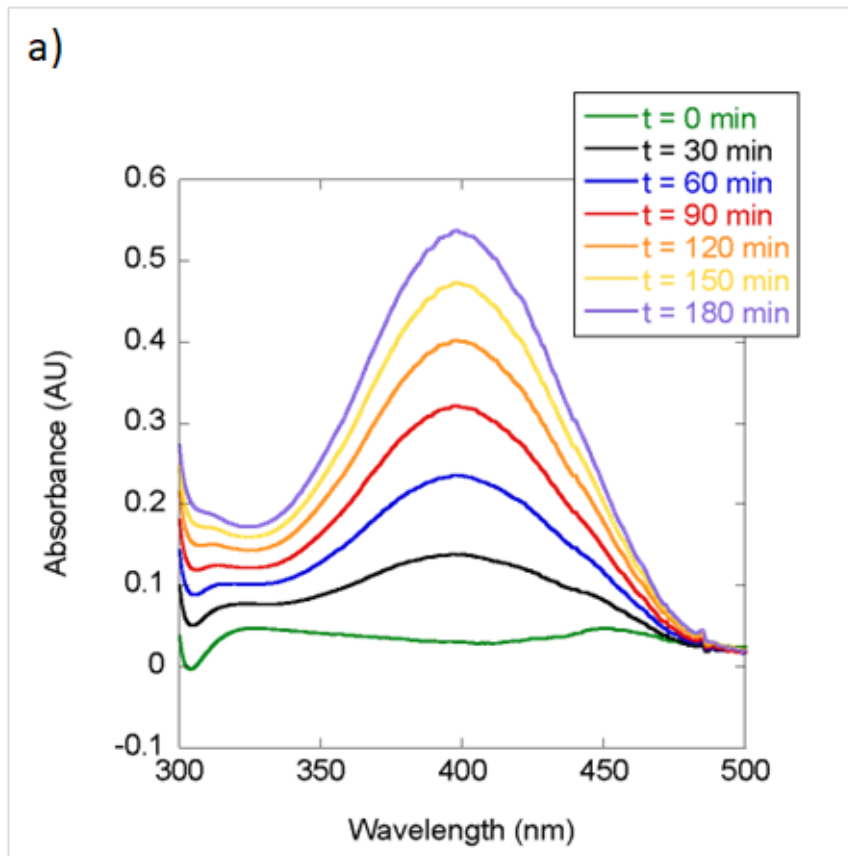 a)
t = 0 min
t = 30 min
t = 60 min
t = 90 min
t = 120 min
t = 150 min
t = 180 min
0.6
0.5
0.4
0.3
0.2
0.1
0
-0.1
Absorbance (AU)
300 350 400 450 500
Wavelength (nm)